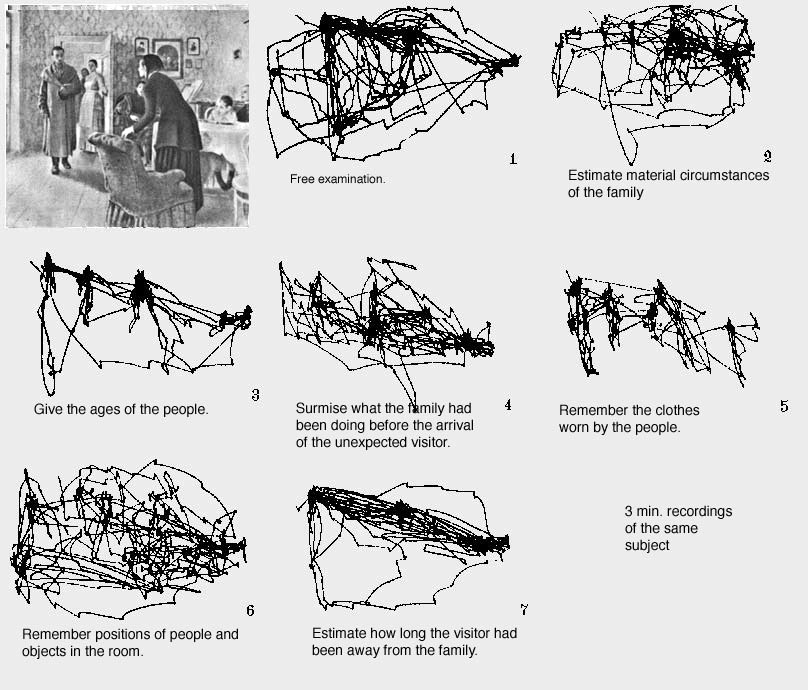 1
Free examination.
2
Estimate material circumstances
of the family
3
Give the ages of the people.
4
Surmise what the family had
been doing before the arrival
of the unexpected visitor.
5
Remember the clothes
worn by the people.
6
Remember positions of people and
objects in the room.
7
Estimate how long the visitor had
been away from the family.
3 min. recordings
of the same
subject